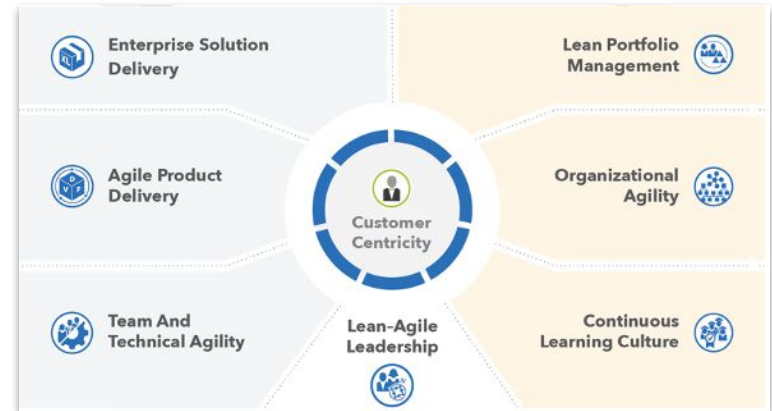 Enterprise Solution
Delivery
Lean Portfolio
Management
XL
Agile Product
Delivery
D
V F
Customer
Centricity
Organizational
Agility
Team And
Technical Agility
Lean-Agile
Leadership
Continuous
Learning Culture